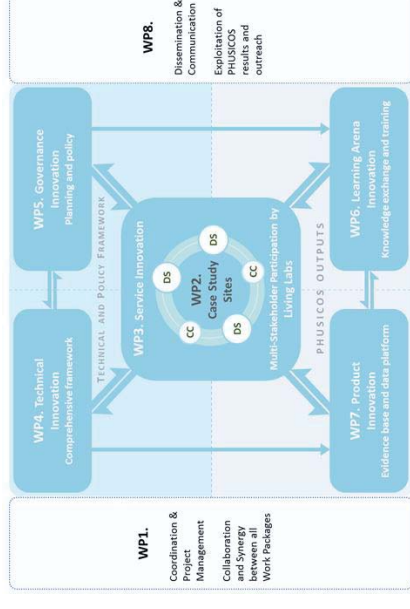 WP1.
Coordination &
Project
Management
Collaboration
and Synergy
between all
Work Packages
WP4. Technical
Innovation
Comprehensive framework
WP5. Governance
Innovation
Planning and policy
TECHNICAL AND POLICY FRAMEWORK
WP3. Service Innovation
DS
CC
DS
WP2.
Case Study
Sites
DS
CC
Multi-Stakeholder Participation by
Living Labs
PHUSICOS OUTPUTS
WP7. Product
Innovation
Evidence base and data platform
WP6. Learning Arena
Innovation
Knowledge exchange and training
WP8.
Dissemination &
Communication
Exploitation of
PHUSICOS
results and
outreach